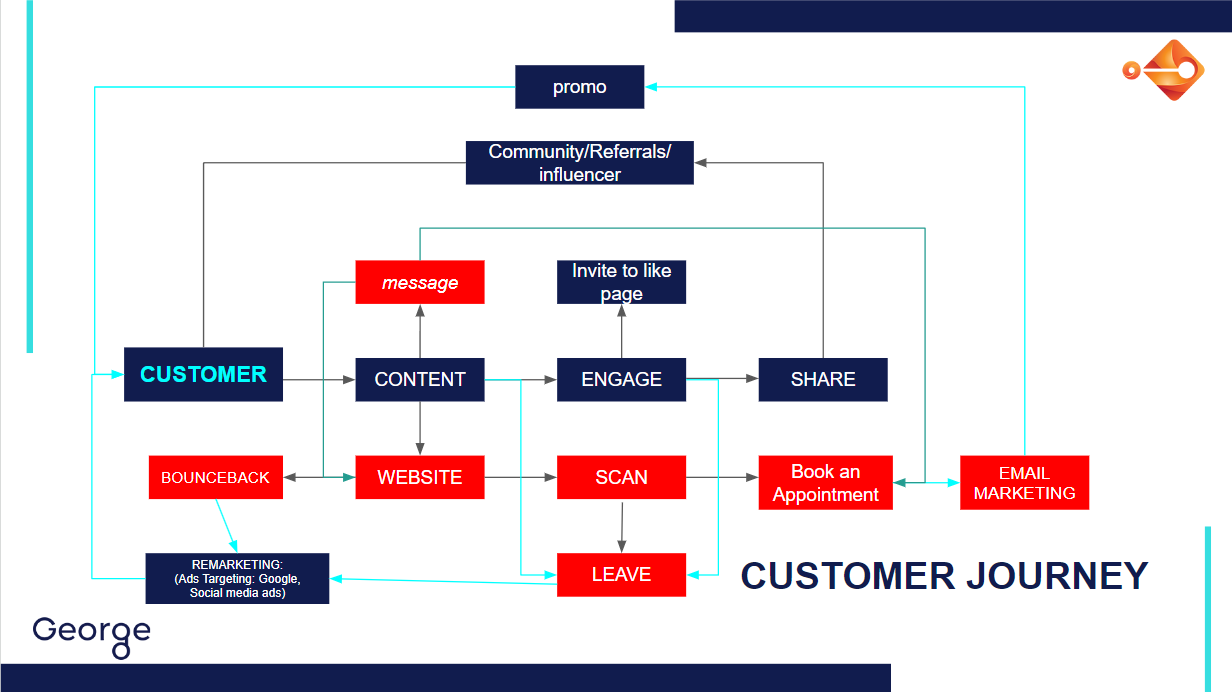 promo
Community/Referrals/
influencer
message
Invite to like
page
CUSTOMER
CONTENT
ENGAGE
SHARE
BOUNCEBACK
WEBSITE
SCAN
Book an
Appointment
EMAIL
MARKETING
REMARKETING:
(Ads Targeting: Google,
Social media ads)
LEAVE
CUSTOMER JOURNEY
George